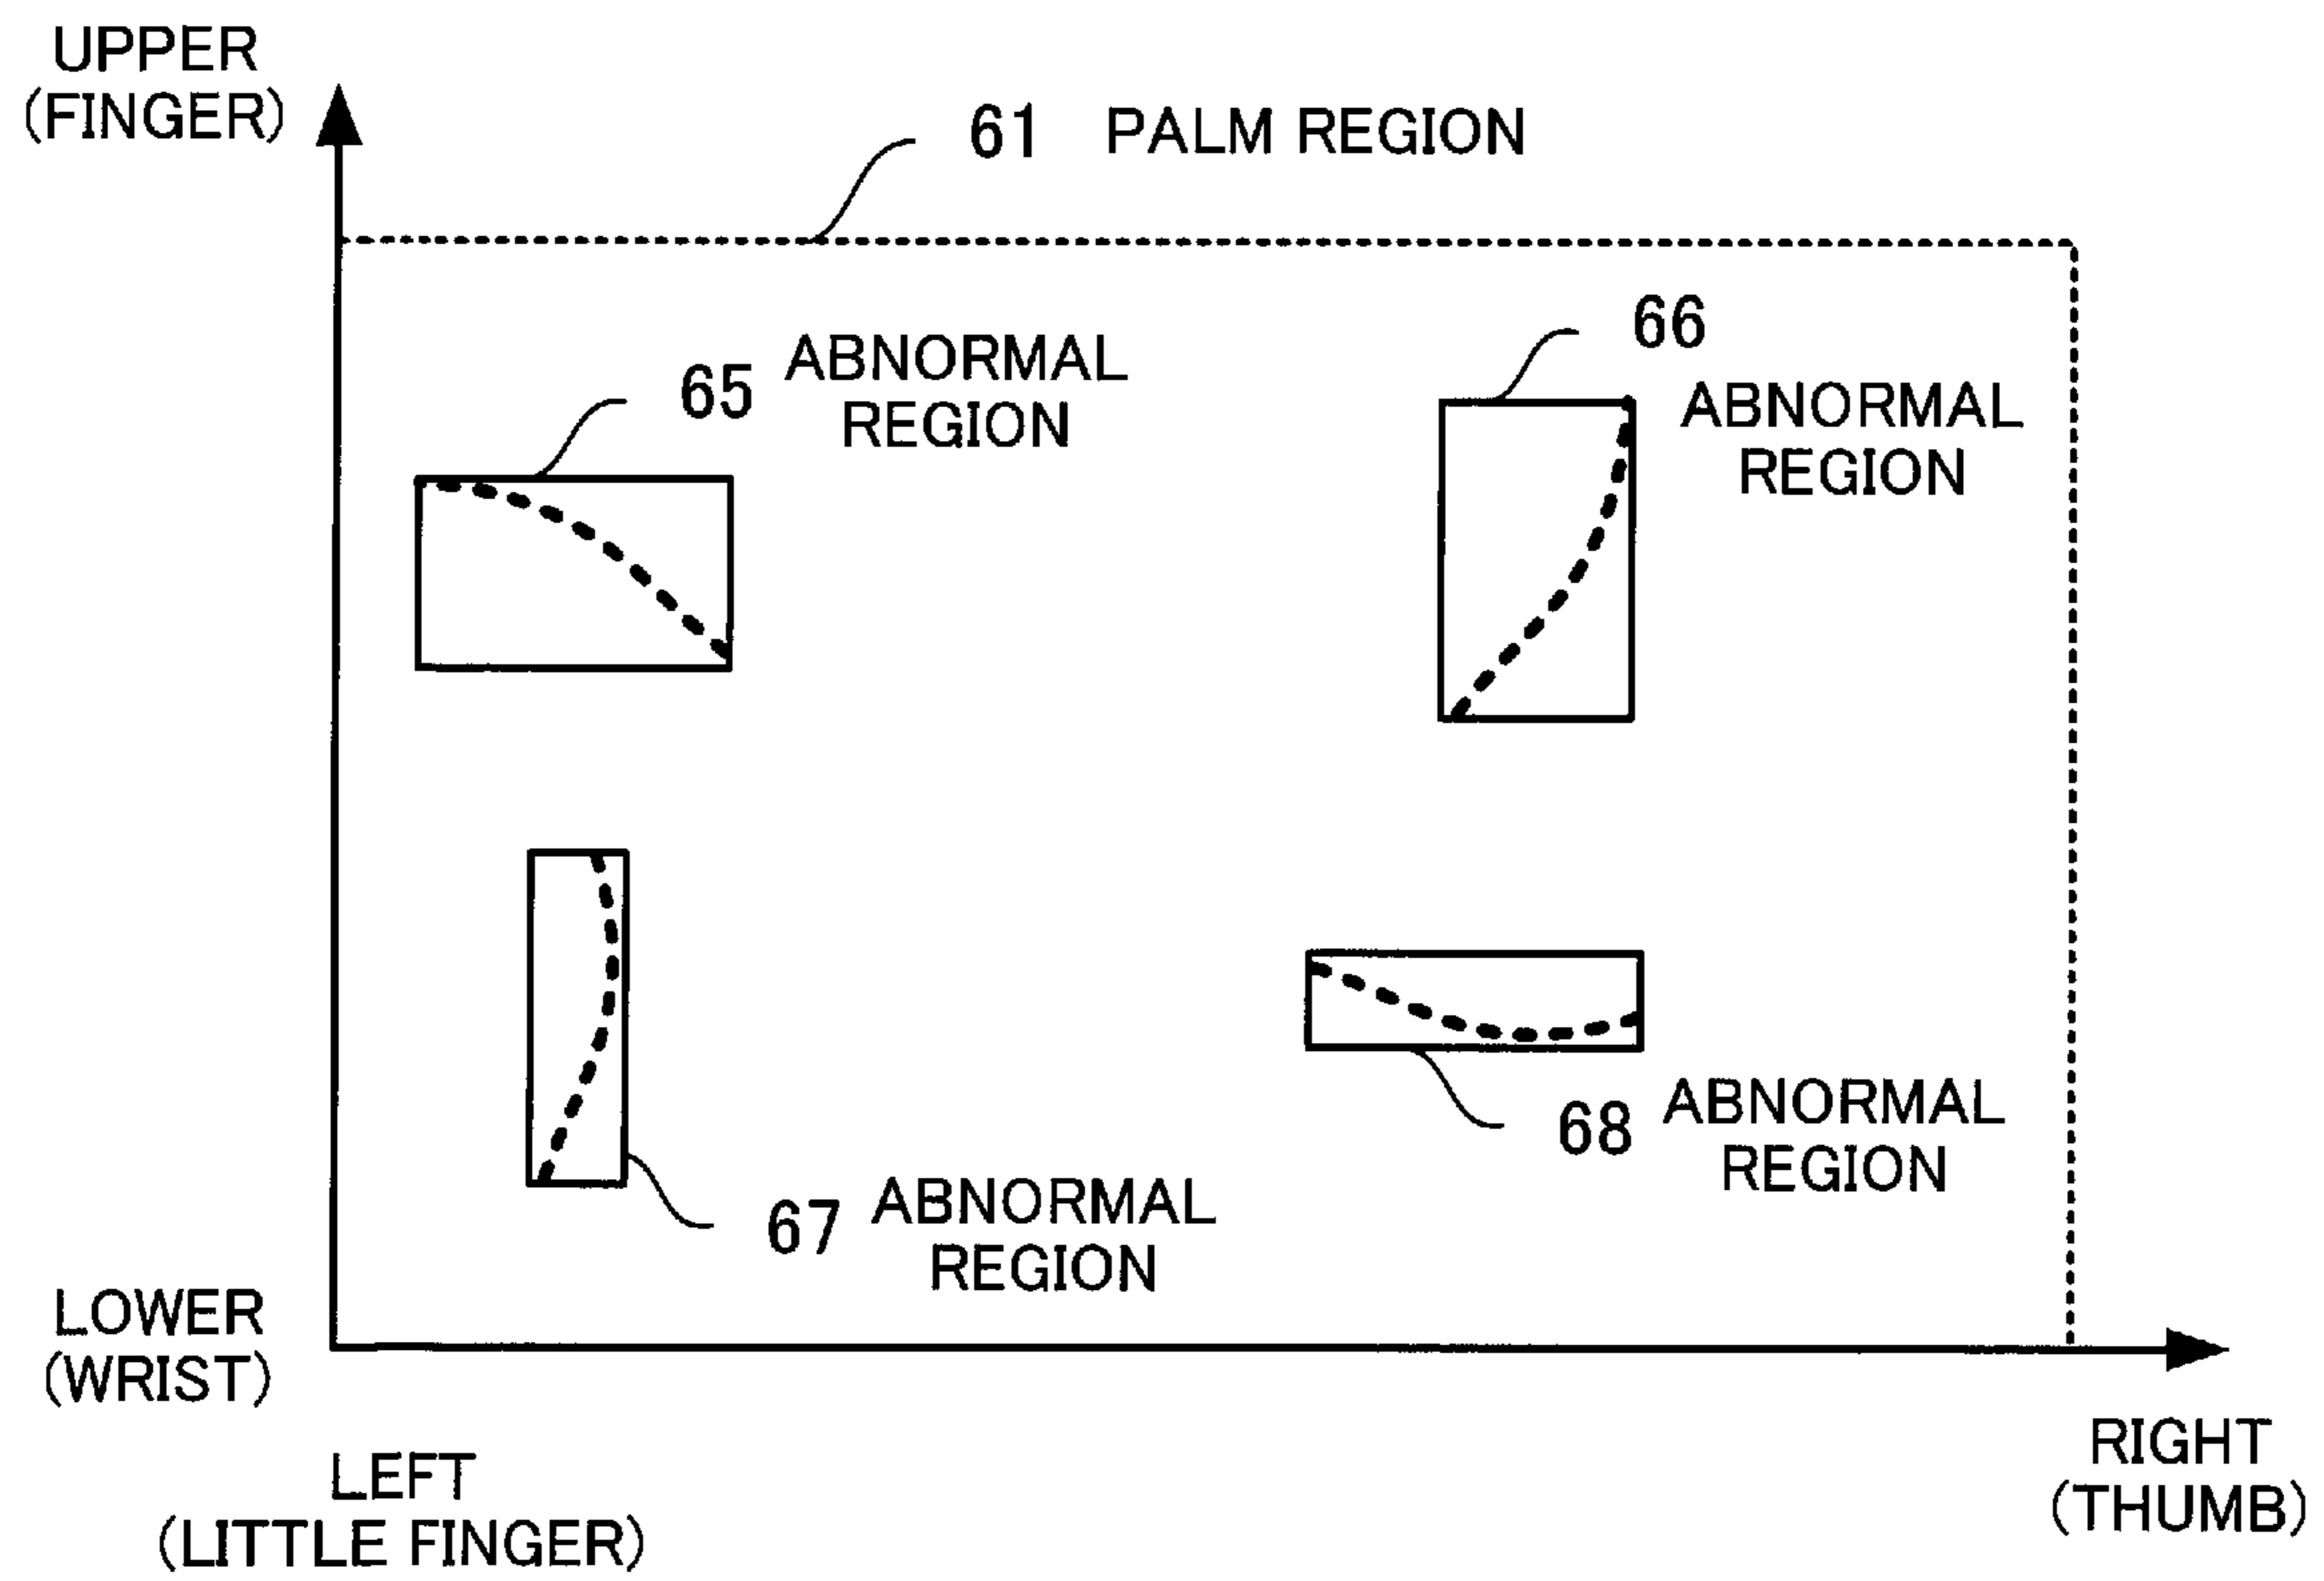 UPPER
(FINGER)
61 PALM REGION
66
ABNORMAL
REGION
65 ABNORMAL
REGION
68 ABNORMAL
REGION
67 ABNORMAL
REGION
LOWER
(WRIST)
LEFT
(LITTLE FINGER)
RIGHT
(THUMB)